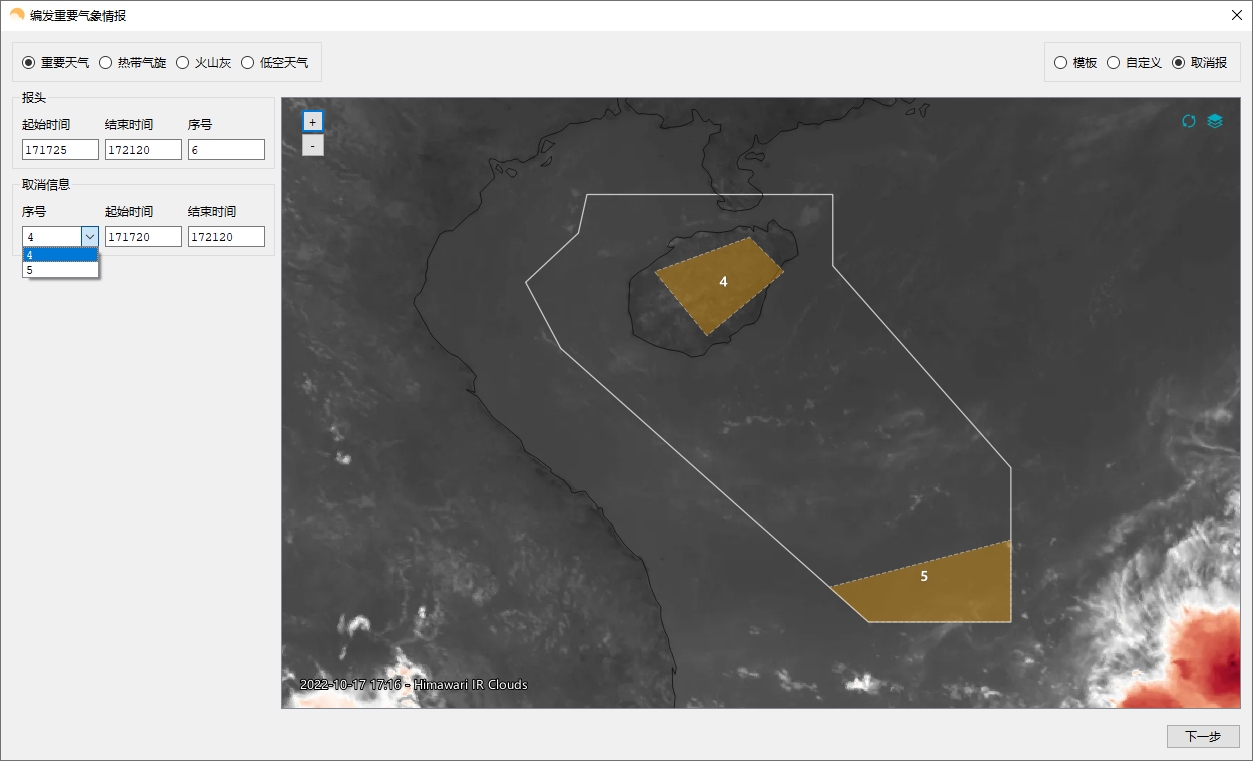 编发重要气象情报
重要天气 热带气旋 火山灰 低空天气
模板 自定义 取消报
报头
起始时间 结束时间 序号
171725 172120 6
取消信息
序号 起始时间 结束时间
4 171720 172120
4
5
+
-
4
5
2022-10-17 17:16 - Himawari IR Clouds
下一步